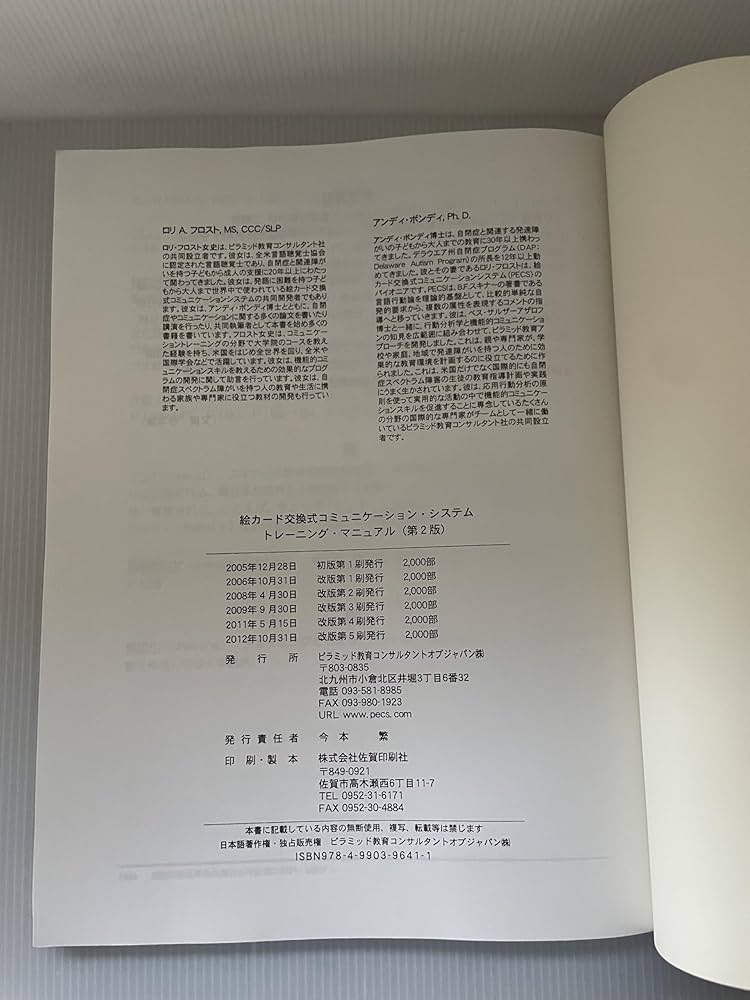 ロリ A. フロスト, MS, CCC/SLP
ロリ・フロスト女史は、ピラミッド教育コンサルタント社
の共同設立者です。彼女は、全米言語聴覚士協会
に認定された言語聴覚士であり、自閉症と関連障が
いを持つ子どもから成人の支援に20年以上にわたっ
て関わってきました。彼女は、発語に困難を持つ子ど
もから大人まで世界中で使われている絵カード交換
式コミュニケーションシステムの共同開発者でもあり
ます。彼女は、アンディ・ボンディ博士とともに、自閉
症やコミュニケーションに関する多くの論文を書いたり
講演を行ったり、共同執筆者として本書を始め多くの
書籍を書いています。フロスト女史は、コミュニケー
ショントレーニングの分野で大学院のコースを教え
た経験を持ち、米国をはじめ全世界を回り、全米や
国際学会などで活躍しています。彼女は、機能的コミ
ュニケーションスキルを教えるための効果的なプログ
ラムの開発に関して助言を行っています。彼女は、自
閉症スペクトラム障がいを持つ人の教育や生活に携
わる家族や専門家に役立つ教材の開発も行ってい
ます。
アンディ・ボンディ, Ph. D.
アンディ・ボンディ博士は、自閉症と関連する発達障
がいの子どもから大人までの教育に30年以上携わっ
てきました。デラウエア州自閉症プログラム（DAP:
Delaware Autism Program）の所長を12年以上勤
めてきました。彼とその妻であるロリ・フロストは、絵
カード交換式コミュニケーションシステム（PECS）の
パイオニアです。PECSは、B.F.スキナーの著書である
言語行動論を理論的基盤として、比較的単純な自
発的要求から、複数の属性を表現するコメントの指
導へと移っていきます。彼は、ベス・サルザーアザロフ
博士と一緒に、行動分析学と機能的コミュニケーショ
ンの知見を広範囲に組み合わせて、ピラミッド教育ア
プローチを開発しました。これは、親や専門家が、学
校や家庭、地域で発達障がいを持つ人のために効
果的な教育環境を計画するのに役立てるために作
られました。これは、米国だけでなく国際的にも自閉
症スペクトラム障害の生徒の教育指導計画や実践
にうまく生かされています。彼は、応用行動分析の原
則を使って実用的な活動の中で機能的コミュニケー
ションスキルを促進することに専念しているたくさん
の分野の国際的な専門家がチームとして一緒に働
いているピラミッド教育コンサルタント社の共同設立
者です。
絵カード交換式コミュニケーション・システム
トレーニング・マニュアル（第2版）
2005年12月28日 初版第1刷発行 2,000部
2006年10月31日 改版第1刷発行 2,000部
2008年 4月30日 改版第2刷発行 2,000部
2009年 9月30日 改版第3刷発行 2,000部
2011年 5月15日 改版第4刷発行 2,000部
2012年10月31日 改版第5刷発行 2,000部
発行所 ピラミッド教育コンサルタントオブジャパン㈱
〒803-0835
北九州市小倉北区井堀3丁目6番32
電話 093-581-8985
FAX 093-980-1923
URL www.pecs.com
発行責任者 今本 繁
印刷・製本 株式会社佐賀印刷社
〒849-0921
佐賀市高木瀬西6丁目11-7
TEL 0952-31-6171
FAX 0952-30-4884
本書に記載している内容の無断使用、複写、転載等は禁じます
日本語著作権・独占販売権 ピラミッド教育コンサルタントオブジャパン㈱
ISBN978-4-9903-9641-1